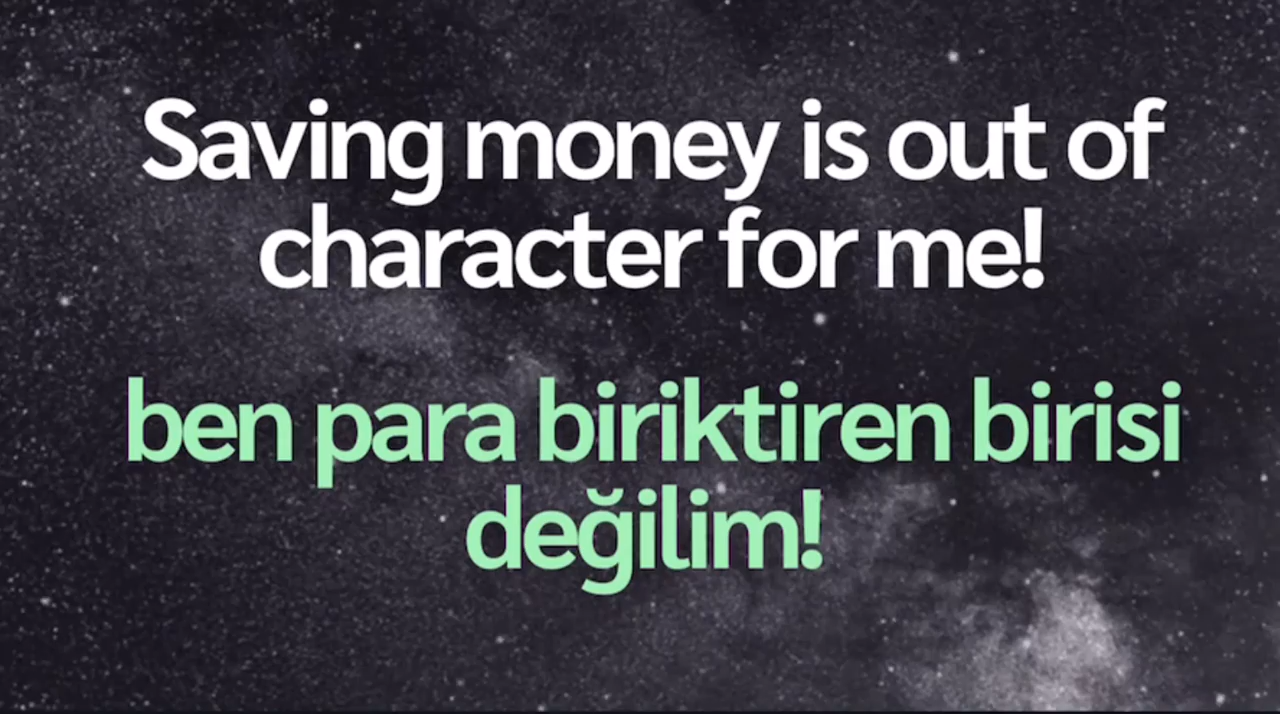 Saving money is out of
character for me!
ben para biriktiren birisi
değilim!